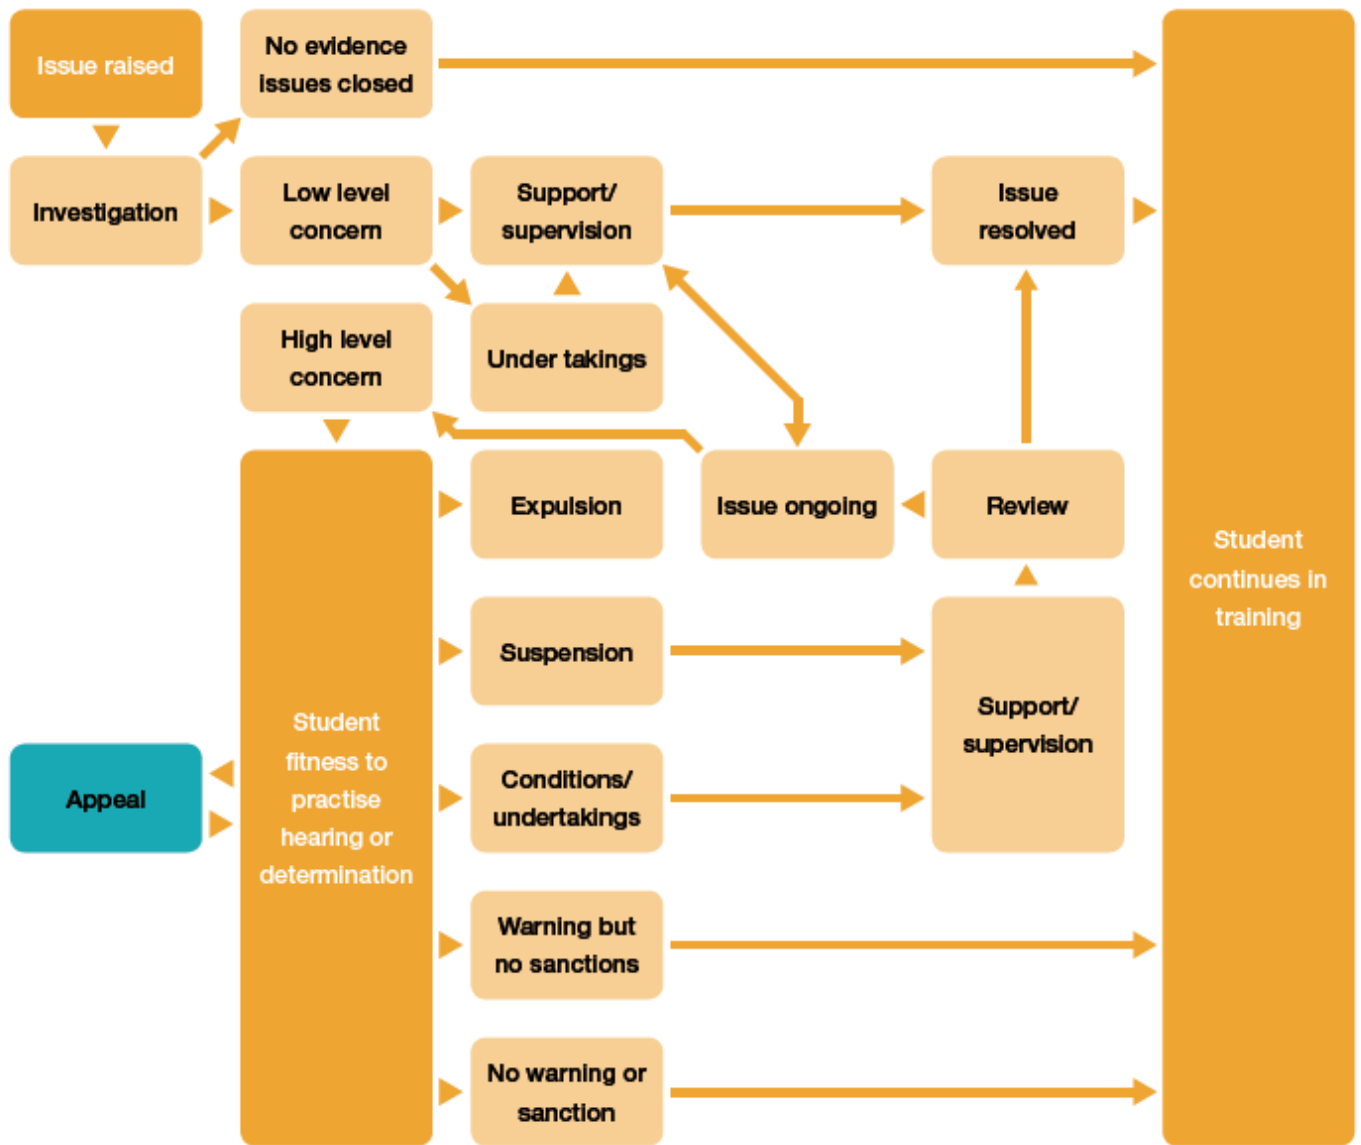 Issue raised
No evidence
issues closed
Investigation
Low level
concern
Support/
supervision
Issue
resolved
High level
concern
Under takings
Expulsion
Issue ongoing
Review
Student
continues in
training
Suspension
Support/
supervision
Student
fitness to
practise
hearing or
determination
Appeal
Conditions/
undertakings
Warning but
no sanctions
No warning or
sanction